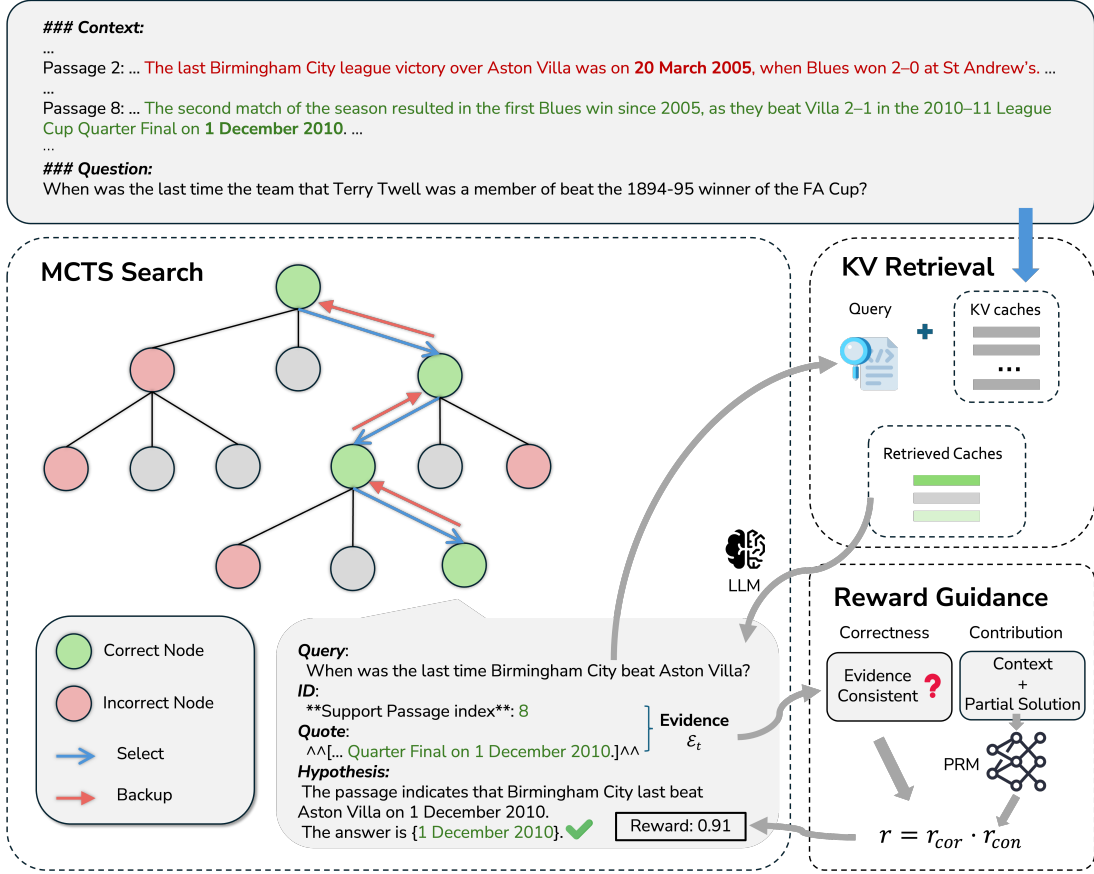 ### Context:
...
Passage 2: ... The last Birmingham City league victory over Aston Villa was on 20 March 2005, when Blues won 2–0 at St Andrew's. ...
...
Passage 8: ... The second match of the season resulted in the first Blues win since 2005, as they beat Villa 2–1 in the 2010–11 League
Cup Quarter Final on 1 December 2010. ...
...
### Question:
When was the last time the team that Terry Twell was a member of beat the 1894-95 winner of the FA Cup?
MCTS Search
Correct Node
Incorrect Node
Select
Backup
Query:
When was the last time Birmingham City beat Aston Villa?
ID:
**Support Passage index**: 8
Quote:
^^[... Quarter Final on 1 December 2010.]^^
Evidence
ℰt
Hypothesis:
The passage indicates that Birmingham City last beat
Aston Villa on 1 December 2010.
The answer is {1 December 2010}.
Reward: 0.91
LLM
KV Retrieval
Query
+
KV caches
...
Retrieved Caches
Reward Guidance
Correctness
Contribution
Evidence
Consistent ?
Context
+
Partial Solution
PRM
r = rcor · rcon